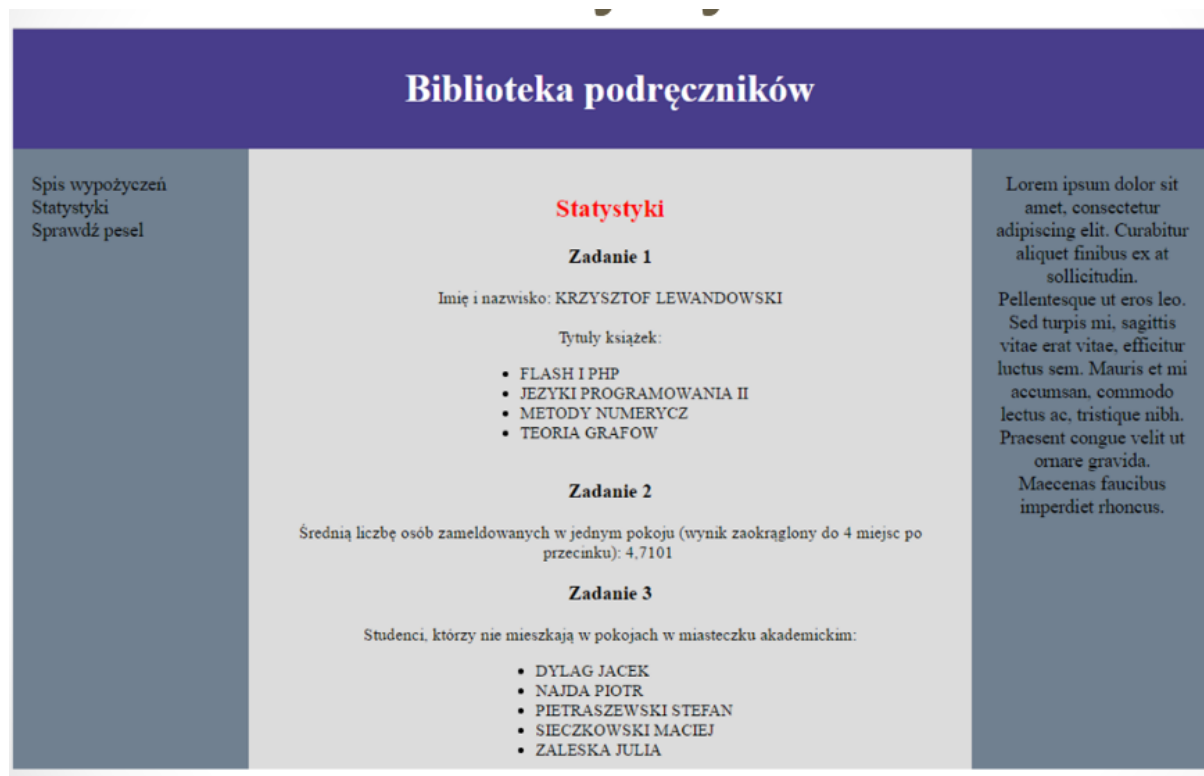 Biblioteka podręczników
Spis wypożyczeń
Statystyki
Sprawdź pesel
Statystyki
Zadanie 1
Imię i nazwisko: KRZYSZTOF LEWANDOWSKI
Tytuły książek:
FLASH I PHP
JEZYKI PROGRAMOWANIA II
METODY NUMERYCZ
TEORIA GRAFOW
Zadanie 2
Średnią liczbę osób zameldowanych w jednym pokoju (wynik zaokrąglony do 4 miejsc po
przecinku): 4,7101
Zadanie 3
Studenci, którzy nie mieszkają w pokojach w miasteczku akademickim:
DYLAG JACEK
NAJDA PIOTR
PIETRASZEWSKI STEFAN
SIECZKOWSKI MACIEJ
ZALESKA JULIA
Lorem ipsum dolor sit
amet, consectetur
adipiscing elit. Curabitur
aliquet finibus ex at
sollicitudin.
Pellentesque ut eros leo.
Sed turpis mi, sagittis
vitae erat vitae, efficitur
luctus sem. Mauris et mi
accumsan, commodo
lectus ac, tristique nibh.
Praesent congue velit ut
ornare gravida.
Maecenas faucibus
imperdiet rhoncus.